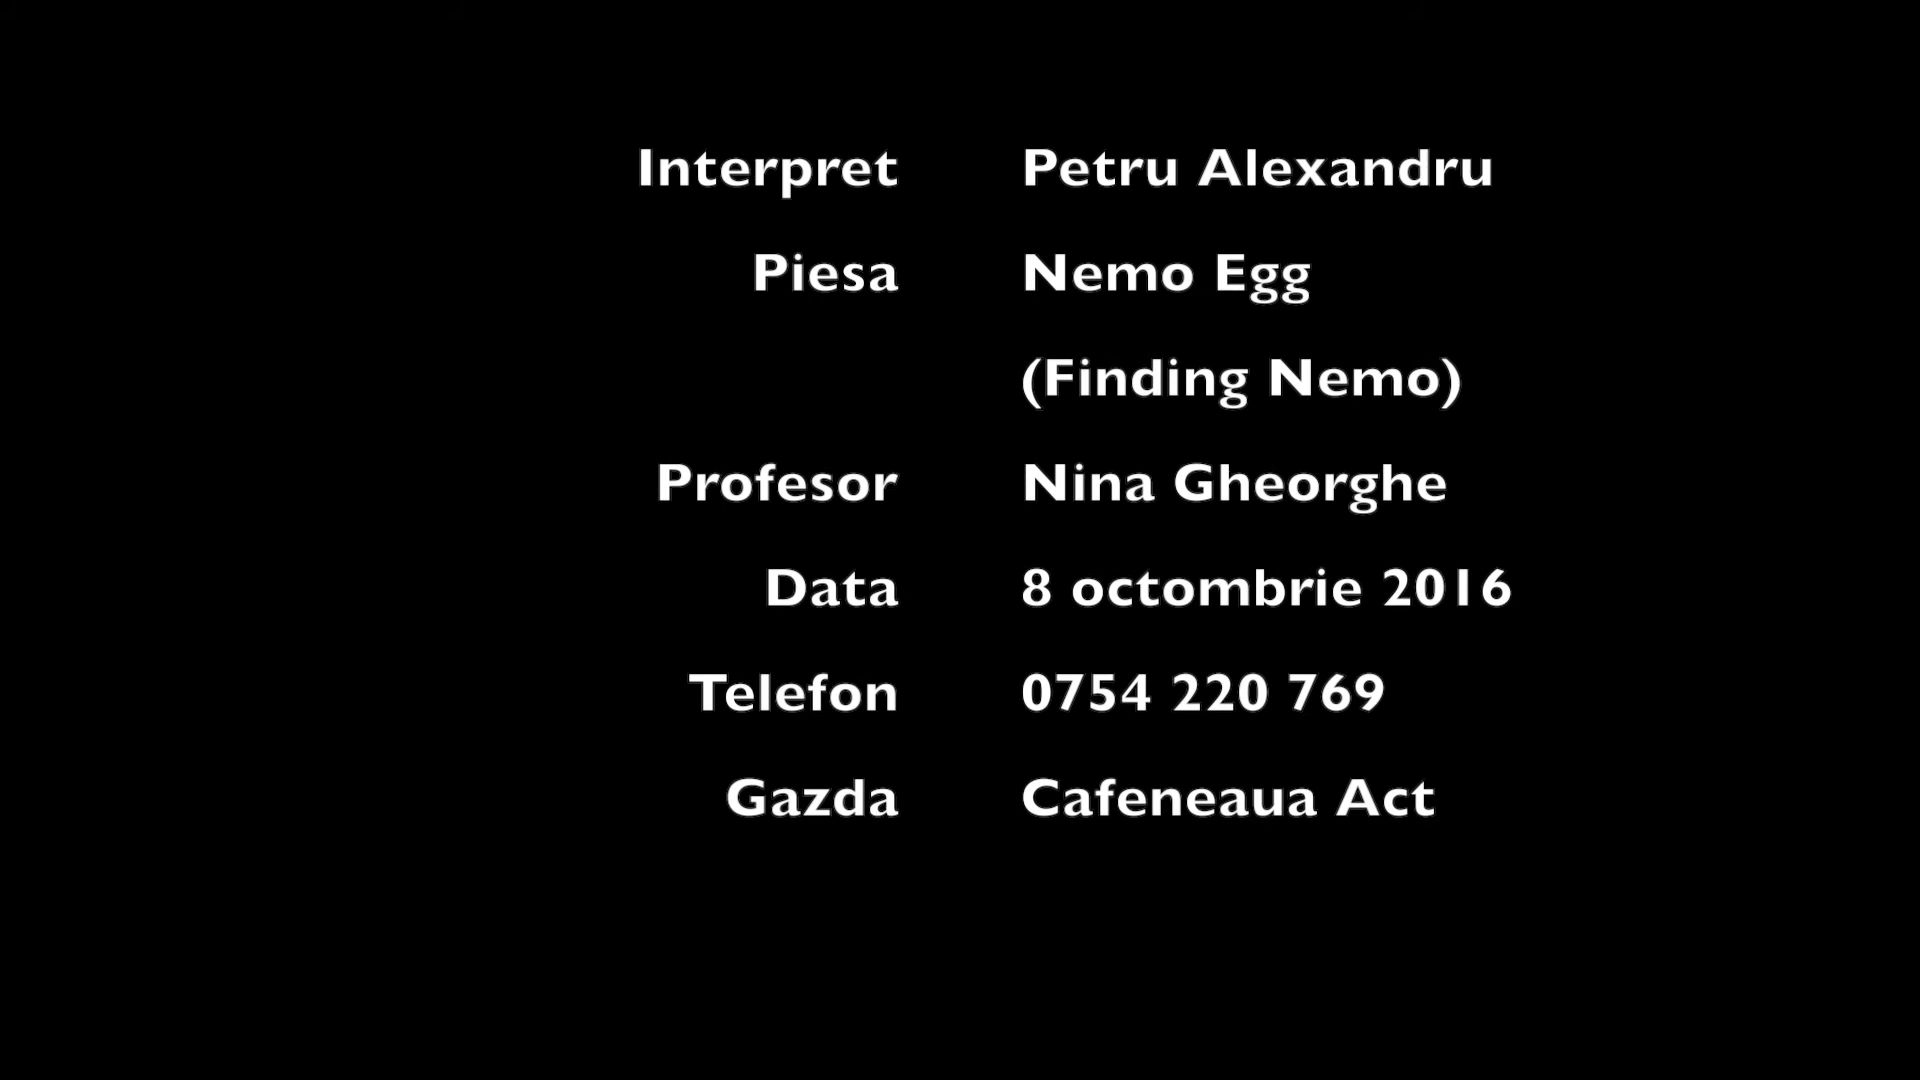 Interpret Petru Alexandru
Piesa Nemo Egg
(Finding Nemo)
Profesor Nina Gheorghe
Data 8 octombrie 2016
Telefon 0754 220 769
Gazda Cafeneaua Act